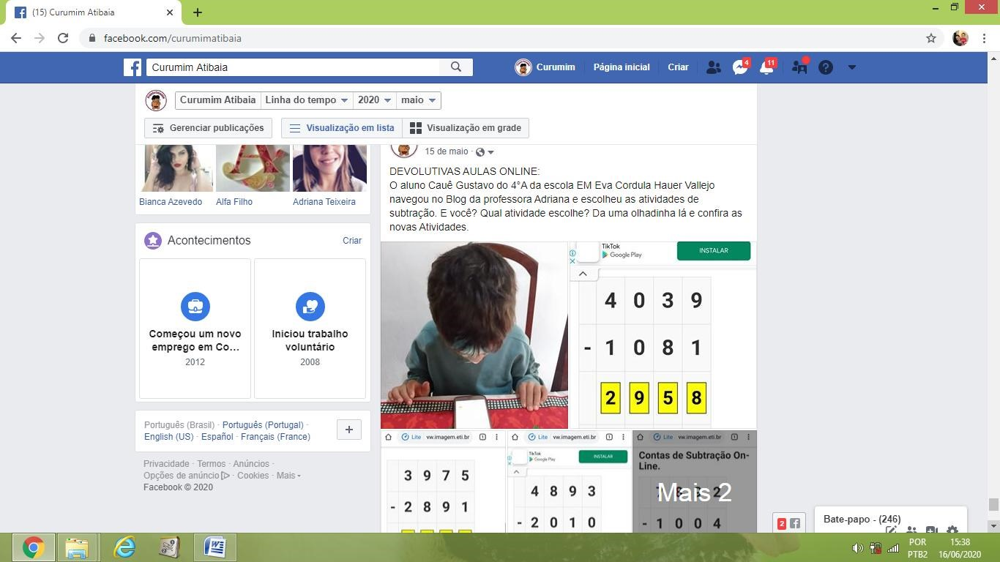 (15) Curumim Atibaia
facebook.com/curumimatibaia
Curumim Atibaia
Curumim
Página inicial
Criar
4
11
Curumim Atibaia
Linha do tempo
2020
maio
Gerenciar publicações
Visualização em lista
Visualização em grade
Bianca Azevedo
Alfa Filho
Adriana Teixeira
Acontecimentos
Criar
Começou um novo
emprego em Co...
2012
Iniciou trabalho
voluntário
2008
Português (Brasil) · Português (Portugal) ·
English (US) · Español · Français (France)
Privacidade · Termos · Anúncios ·
Opções de anúncio · Cookies · Mais
Facebook © 2020
15 de maio ·
DEVOLUTIVAS AULAS ONLINE:
O aluno Cauê Gustavo do 4°A da escola EM Eva Cordula Hauer Vallejo
navegou no Blog da professora Adriana e escolheu as atividades de
subtração. E você? Qual atividade escolhe? Da uma olhadinha lá e confira as
novas Atividades.
TikTok
Google Play
INSTALAR
4 0 3 9
- 1 0 8 1
2 9 5 8
Lite vw.imagem.eti.br 1
3 9 7 5
- 2 8 9 1
Lite vw.imagem.eti.br 1
TikTok
Google Play
INSTALAR
4 8 9 3
- 2 0 1 0
Lite vw.imagem.eti.br 1
Contas de Subtração On-
Line.
Mais 2
- 1 0 0 4
2
Bate-papo - (246)
POR
PTB2
15:38
16/06/2020